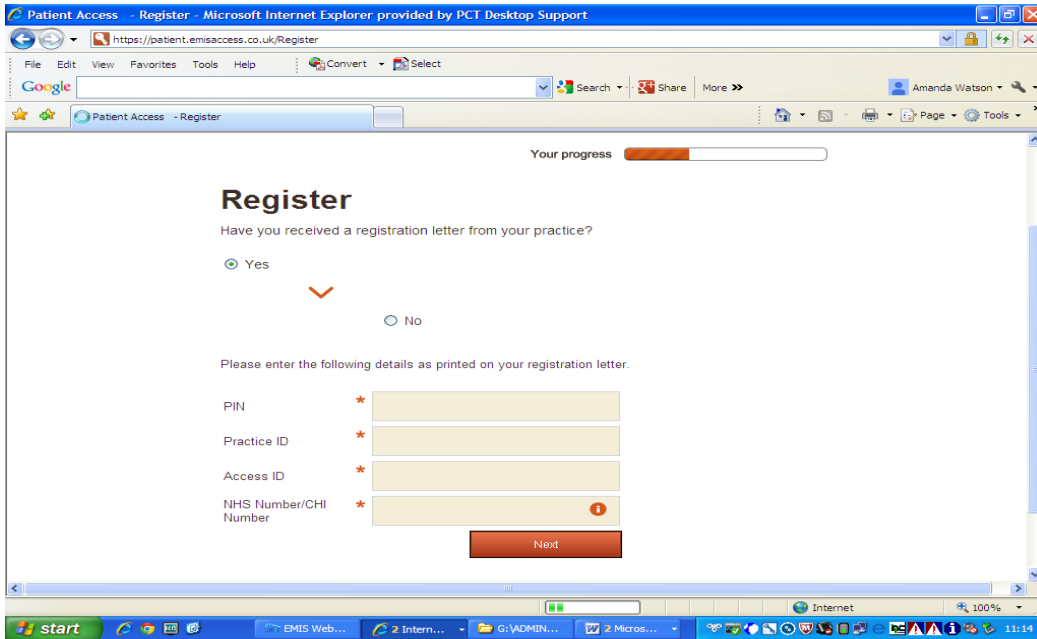 Patient Access - Register - Microsoft Internet Explorer provided by PCT Desktop Support
https://patient.emisaccess.co.uk/Register
File Edit View Favorites Tools Help Convert Select
Google Search Share More >> Amanda Watson
Patient Access - Register Page Tools
Your progress
Register
Have you received a registration letter from your practice?
Yes
No
Please enter the following details as printed on your registration letter.
PIN *
Practice ID *
Access ID *
NHS Number/CHI Number *
Next
Internet 100%
start EMIS Web... 2 Intern... G:\ADMIN... 2 Micros... 11:14